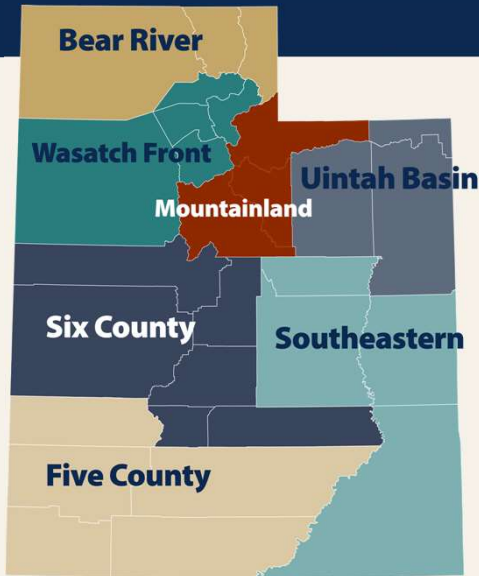 Bear River
Wasatch Front
Uintah Basin
Mountainland
Six County
Southeastern
Five County